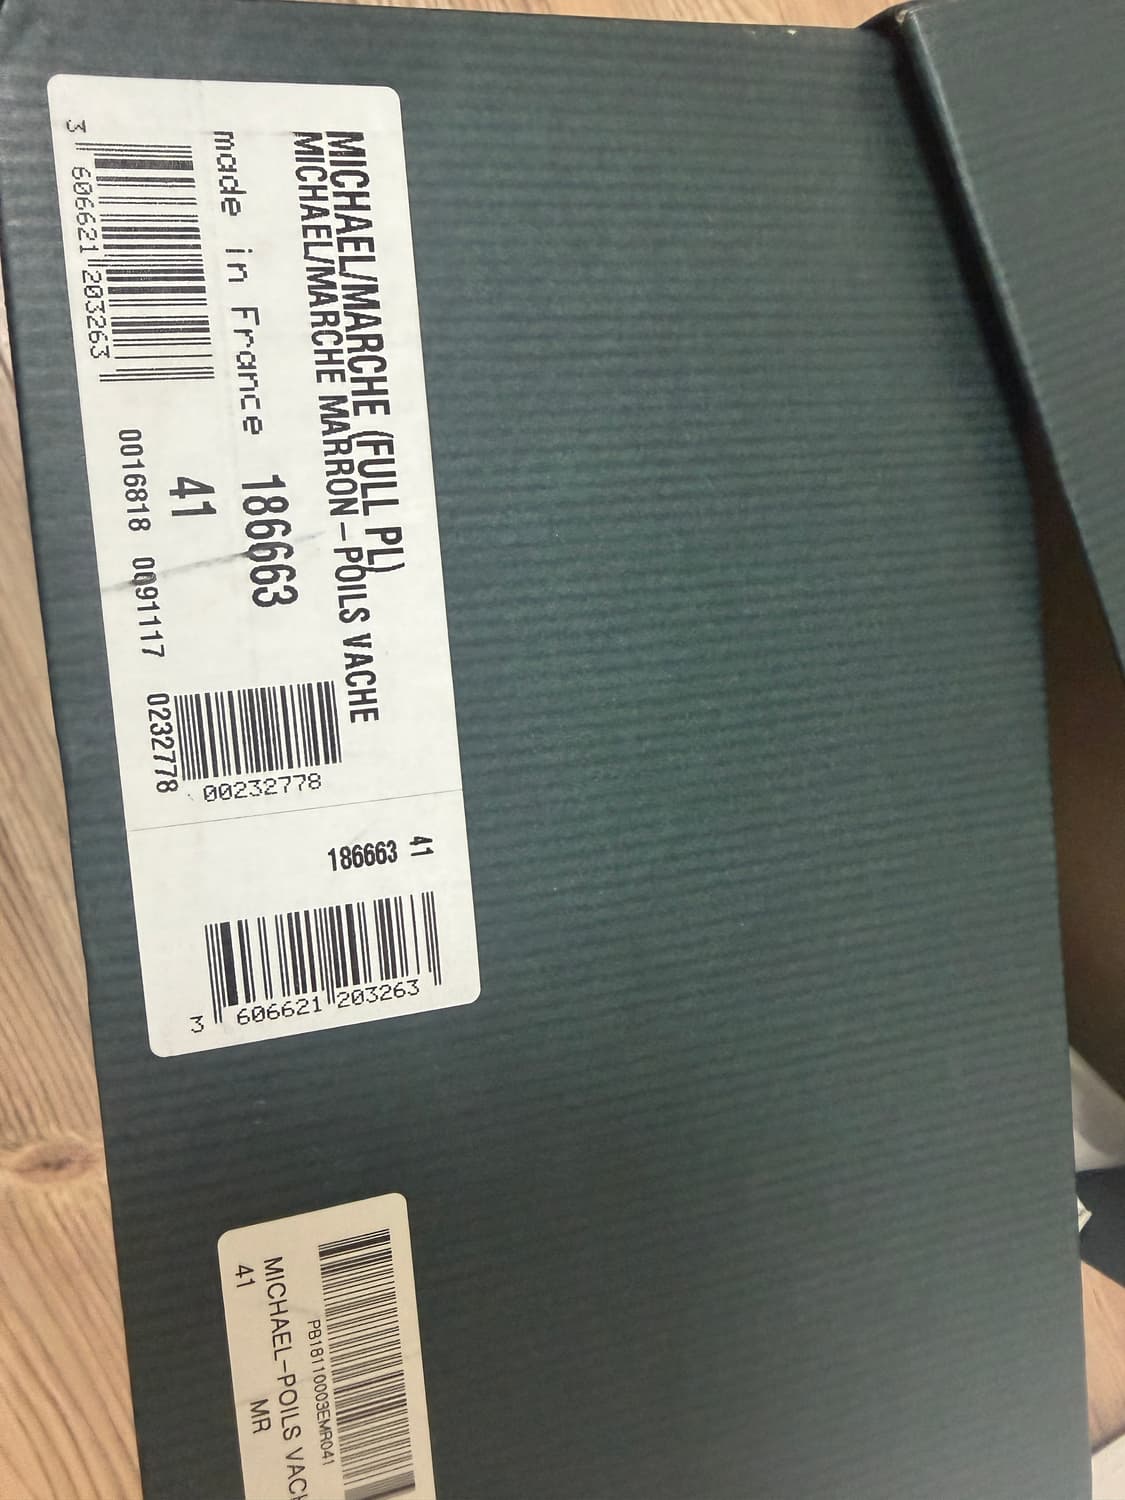 MICHAEL/MARCHE (FULL PL)
MICHAEL/MARCHE MARRON-POILS VACHE
made in France 186663
41
3 606621 203263
0016818 0091117 0232778
00232778
186663 41
3 606621 203263
PB18110003EMR041
MICHAEL-POILS VACH
41 MR